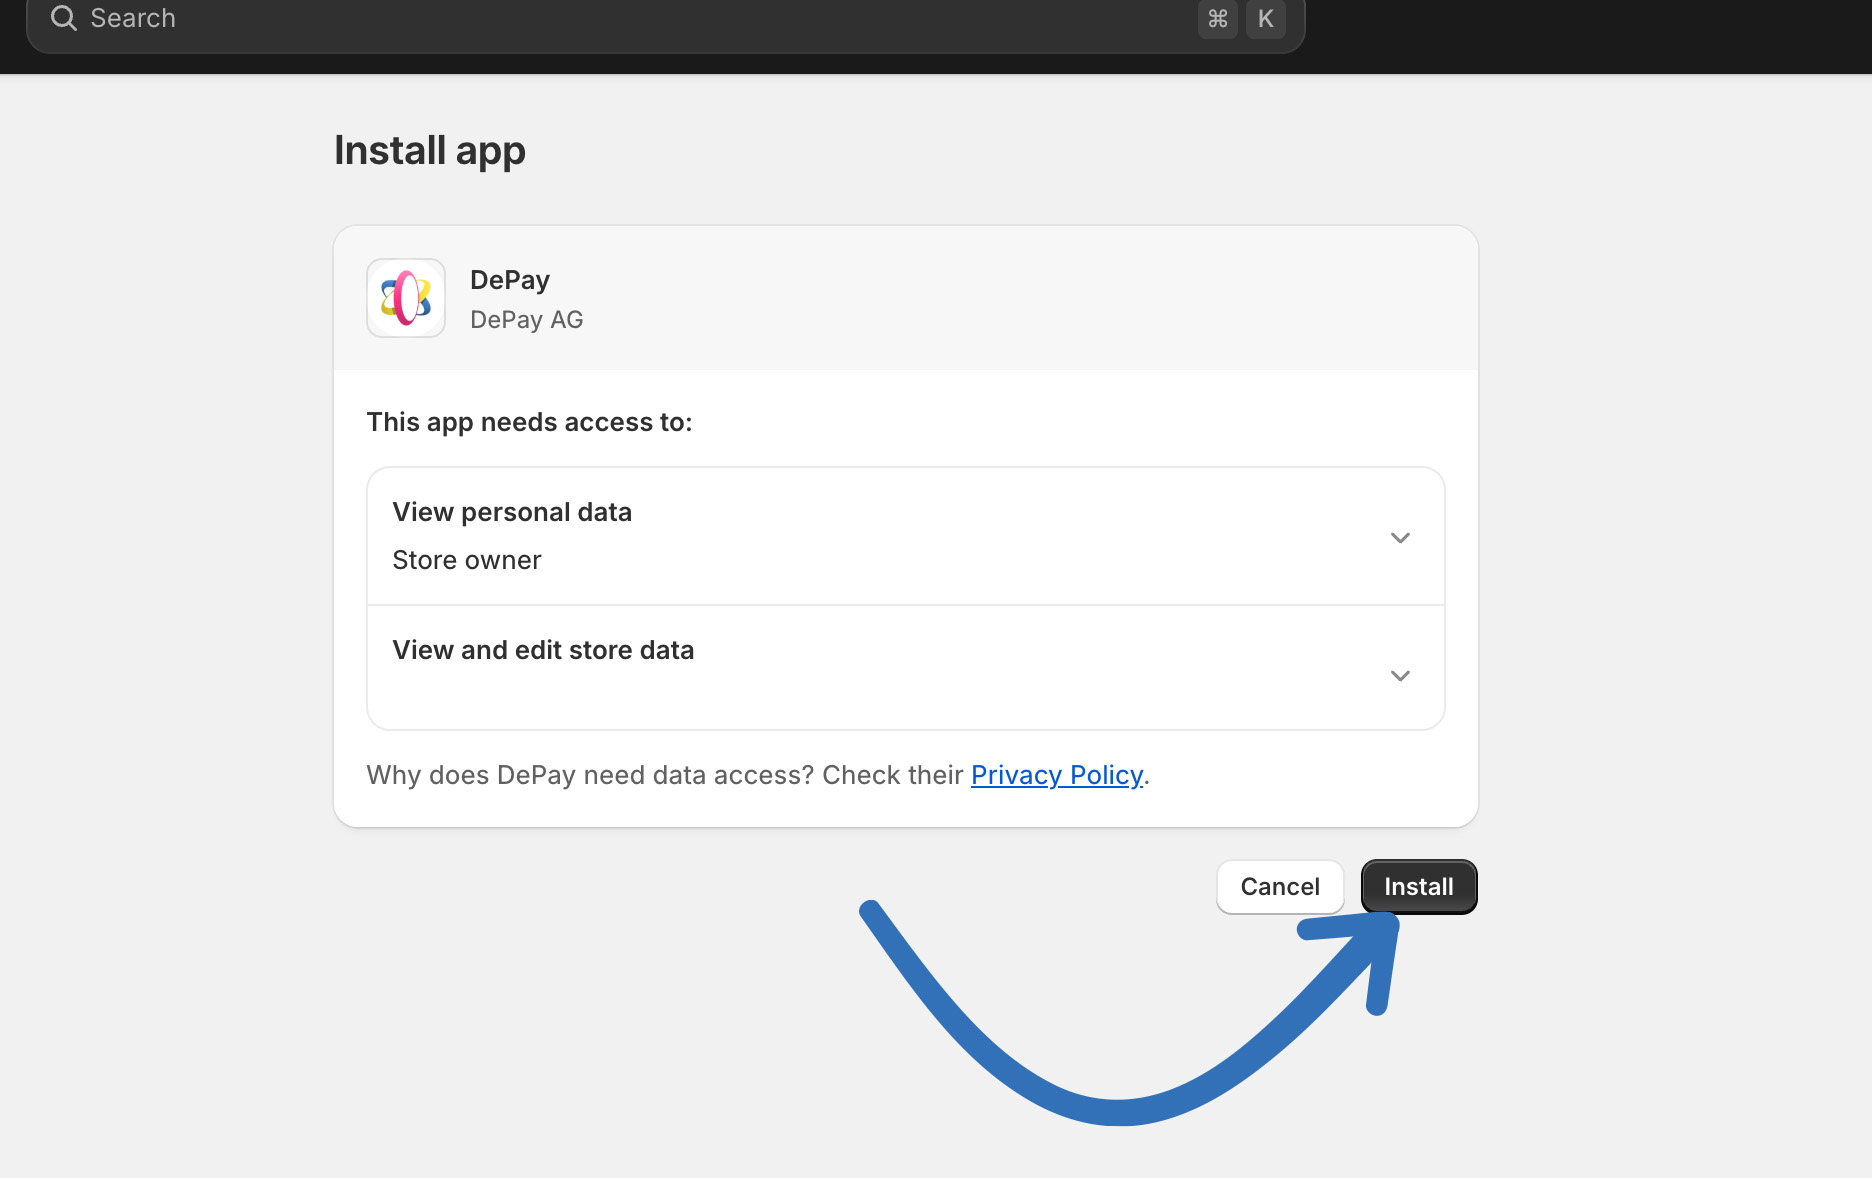 Search
⌘ K
Install app
DePay
DePay AG
This app needs access to:
View personal data
Store owner
View and edit store data
Why does DePay need data access? Check their Privacy Policy.
Cancel
Install